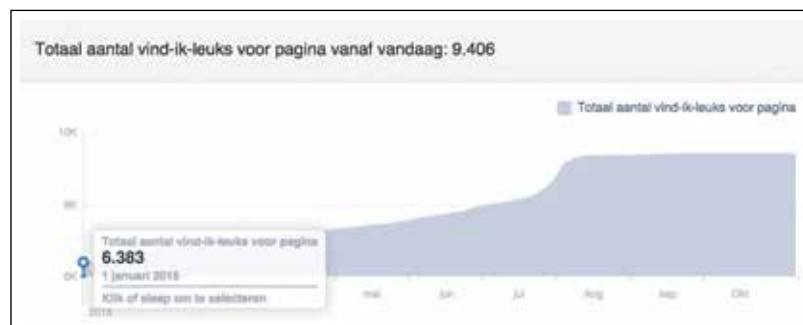 Totaal aantal vind-ik-leuks voor pagina vanaf vandaag: 9.406
Totaal aantal vind-ik-leuks voor pagina
10K
8K
Totaal aantal vind-ik-leuks voor pagina
6.383
1 januari 2015
6K
Klik of sleep om te selecteren
mei
jun
jul
Aug
sep
Okt
2015